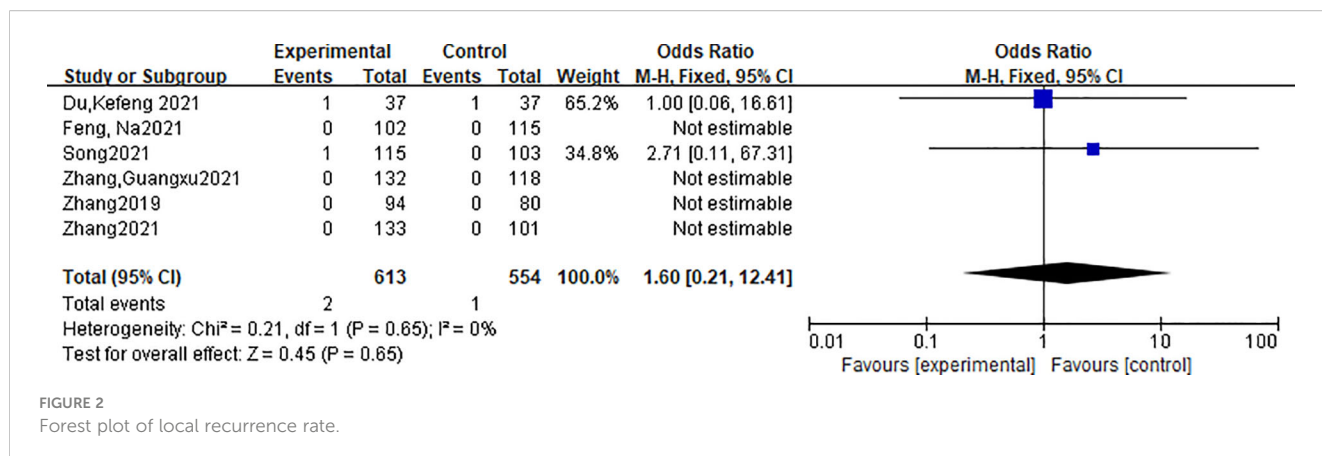 Experimental Control Odds Ratio Odds Ratio
Study or Subgroup Events Total Events Total Weight M-H, Fixed, 95% CI M-H, Fixed, 95% CI
Du,Kefeng 2021 1 37 1 37 65.2% 1.00 [0.06, 16.61]
Feng, Na2021 0 102 0 115 Not estimable
Song2021 1 115 0 103 34.8% 2.71 [0.11, 67.31]
Zhang,Guangxu2021 0 132 0 118 Not estimable
Zhang2019 0 94 0 80 Not estimable
Zhang2021 0 133 0 101 Not estimable
Total (95% CI) 613 554 100.0% 1.60 [0.21, 12.41]
Total events 2 1
Heterogeneity: Chi² = 0.21, df = 1 (P = 0.65); I² = 0%
Test for overall effect: Z = 0.45 (P = 0.65)
0.01 0.1 1 10 100
Favours [experimental] Favours [control]
FIGURE 2
Forest plot of local recurrence rate.